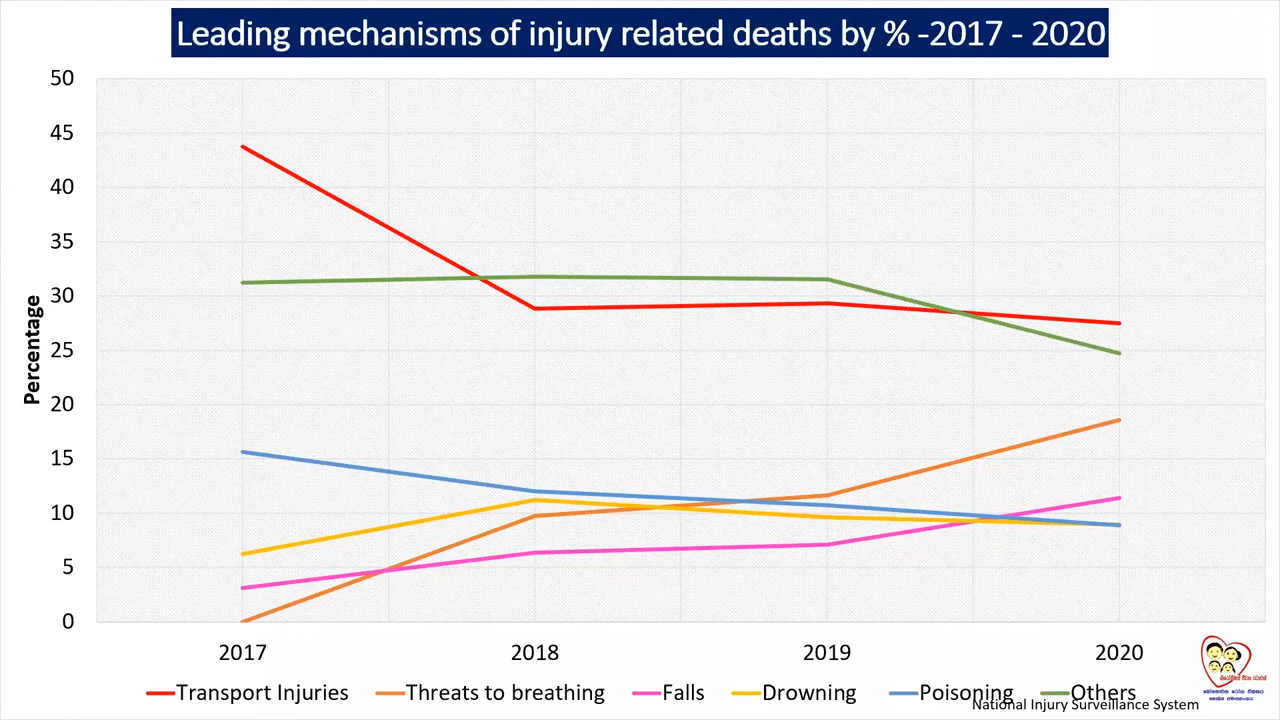 Leading mechanisms of injury related deaths by % -2017 - 2020
50
45
40
35
30
25
20
15
10
5
0
Percentage
2017 2018 2019 2020
Transport Injuries Threats to breathing Falls Drowning Poisoning Others
National Injury Surveillance System